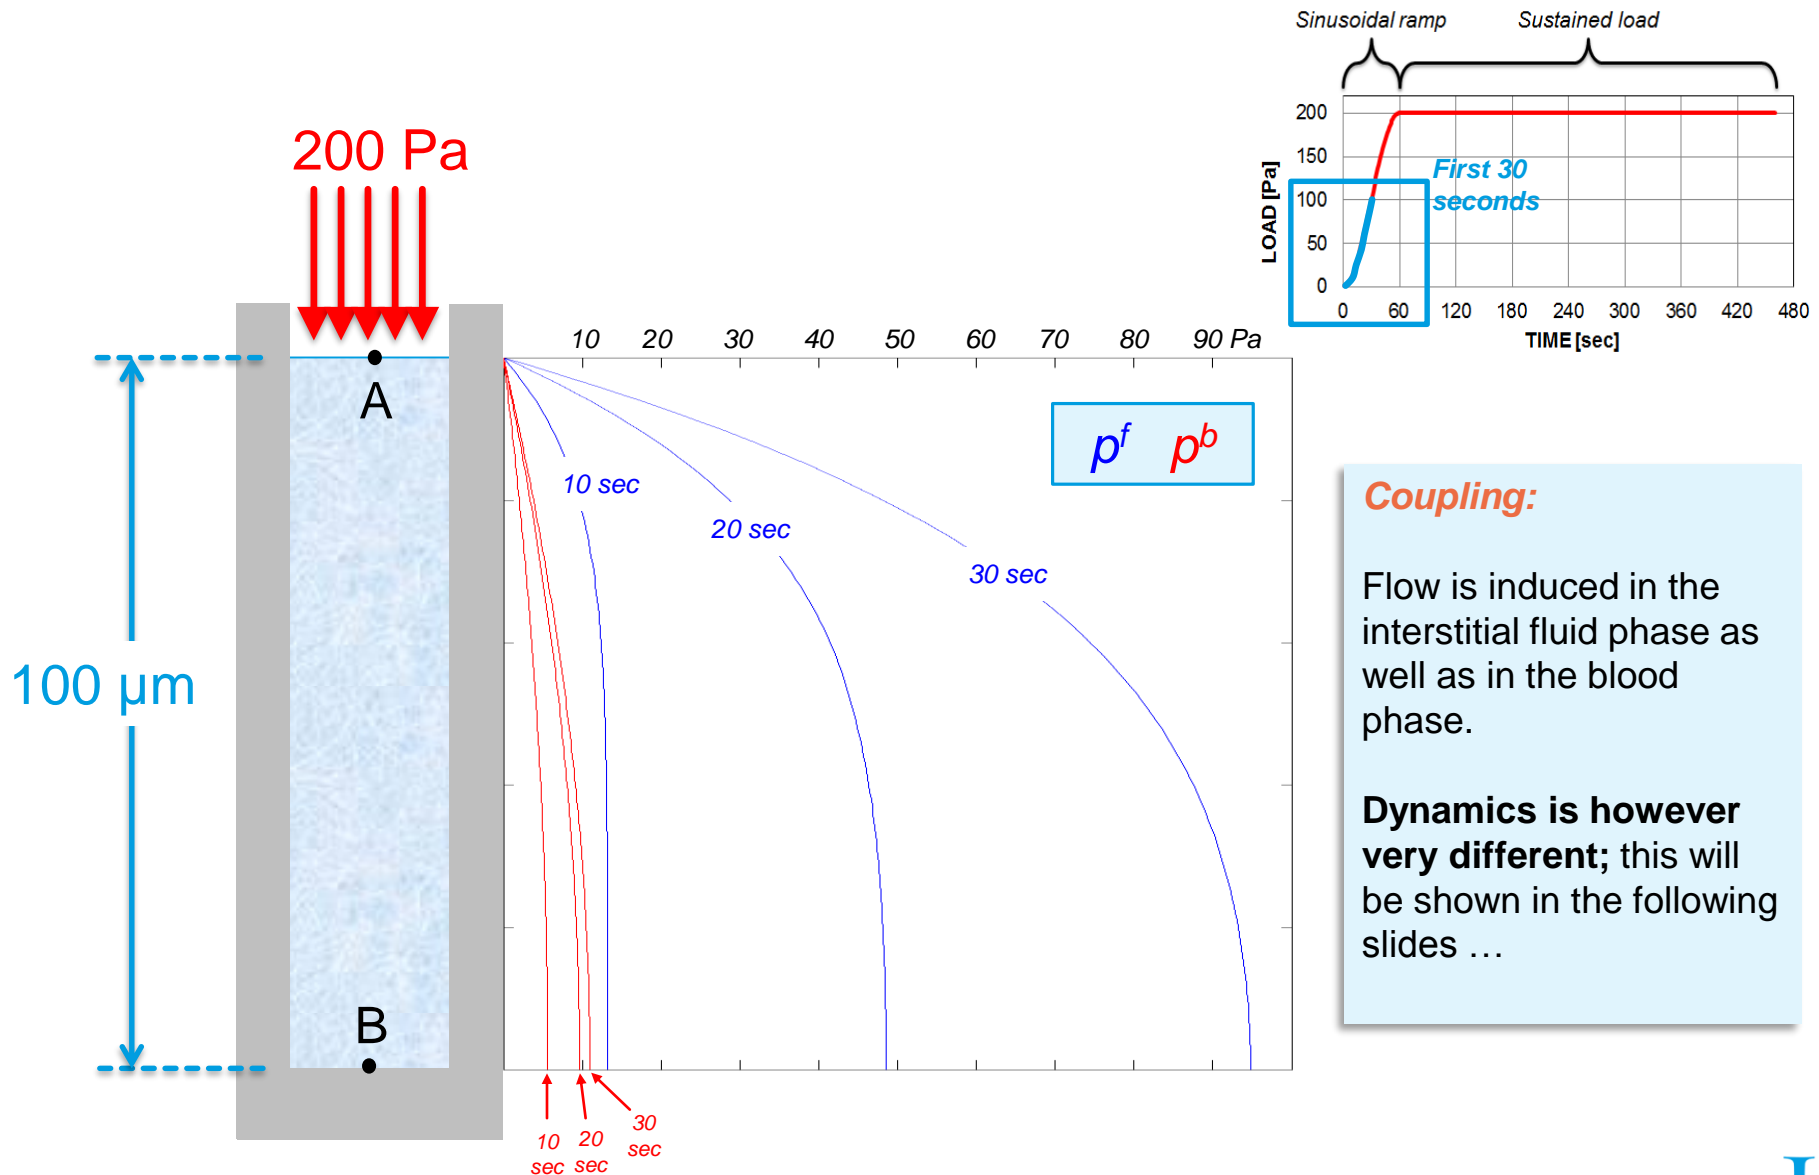 Sinusoidal ramp
Sustained load
200 Pa
200
150
100
50
0
LOAD [Pa]
First 30
seconds
0 60 120 180 240 300 360 420 480
TIME [sec]
10 20 30 40 50 60 70 80 90 Pa
A
p^f p^b
10 sec
20 sec
30 sec
100 µm
B
10
sec
20
sec
30
sec
Coupling:
Flow is induced in the
interstitial fluid phase as
well as in the blood
phase.
Dynamics is however
very different; this will
be shown in the following
slides …